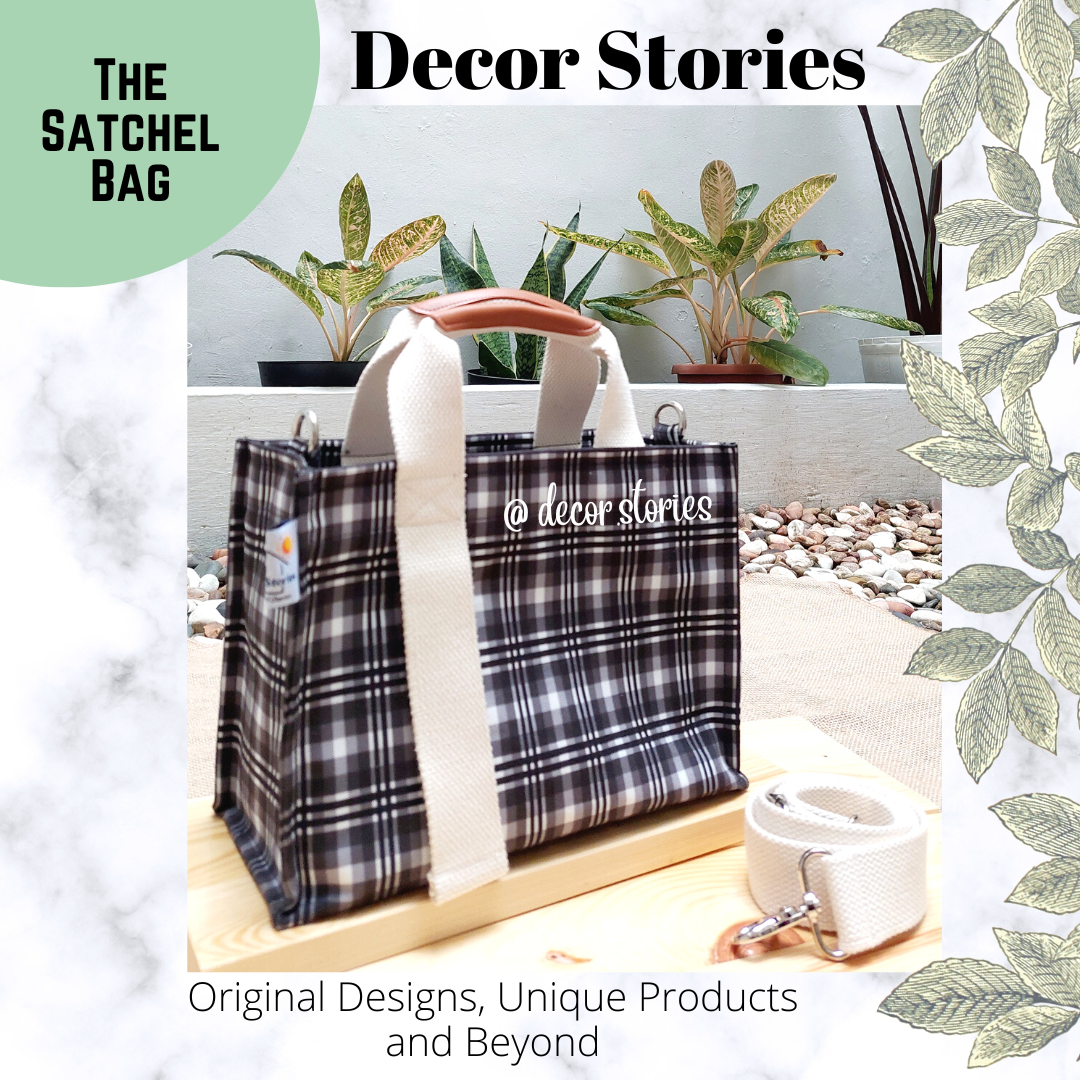 The
Satchel
Bag
Decor Stories
@ decor stories
Original Designs, Unique Products
and Beyond